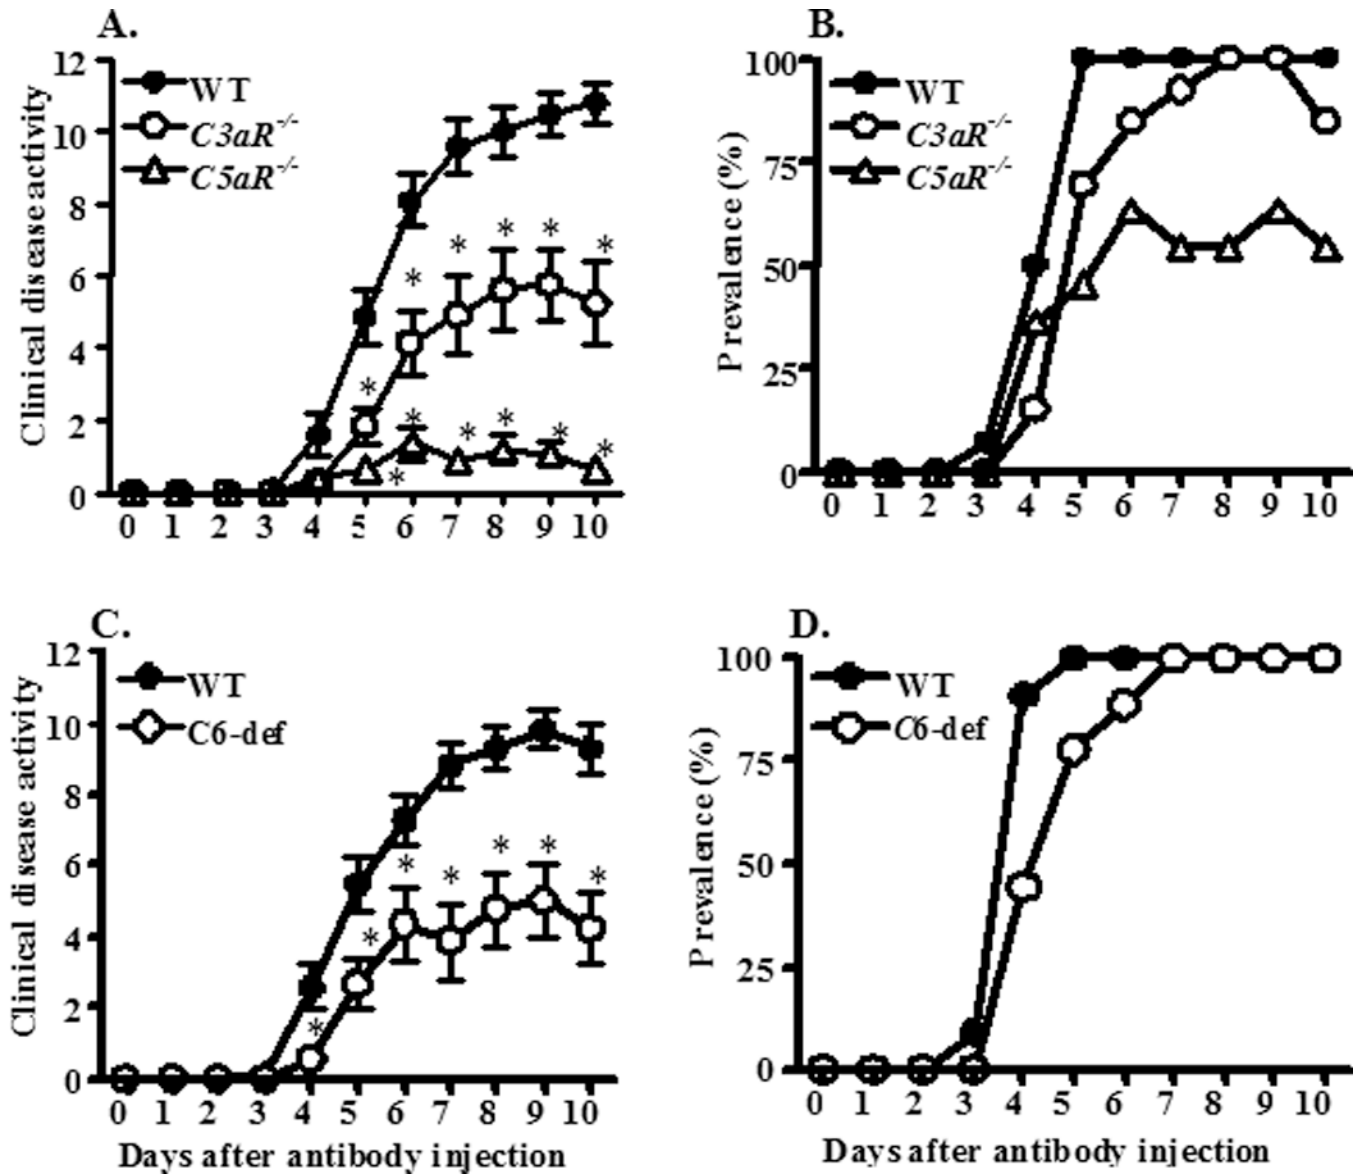 A.
Clinical disease activity
12
10
8
6
4
2
0
WT
C3aR-/-
C5aR-/-
*
*
*
*
*
*
*
*
*
*
*
*
0 1 2 3 4 5 6 7 8 9 10
B.
Prevalence (%)
100
75
50
25
0
WT
C3aR-/-
C5aR-/-
0 1 2 3 4 5 6 7 8 9 10
C.
Clinical disease activity
12
10
8
6
4
2
0
WT
C6-def
*
*
*
*
*
*
*
0 1 2 3 4 5 6 7 8 9 10
Days after antibody injection
D.
Prevalence (%)
100
75
50
25
0
WT
C6-def
0 1 2 3 4 5 6 7 8 9 10
Days after antibody injection